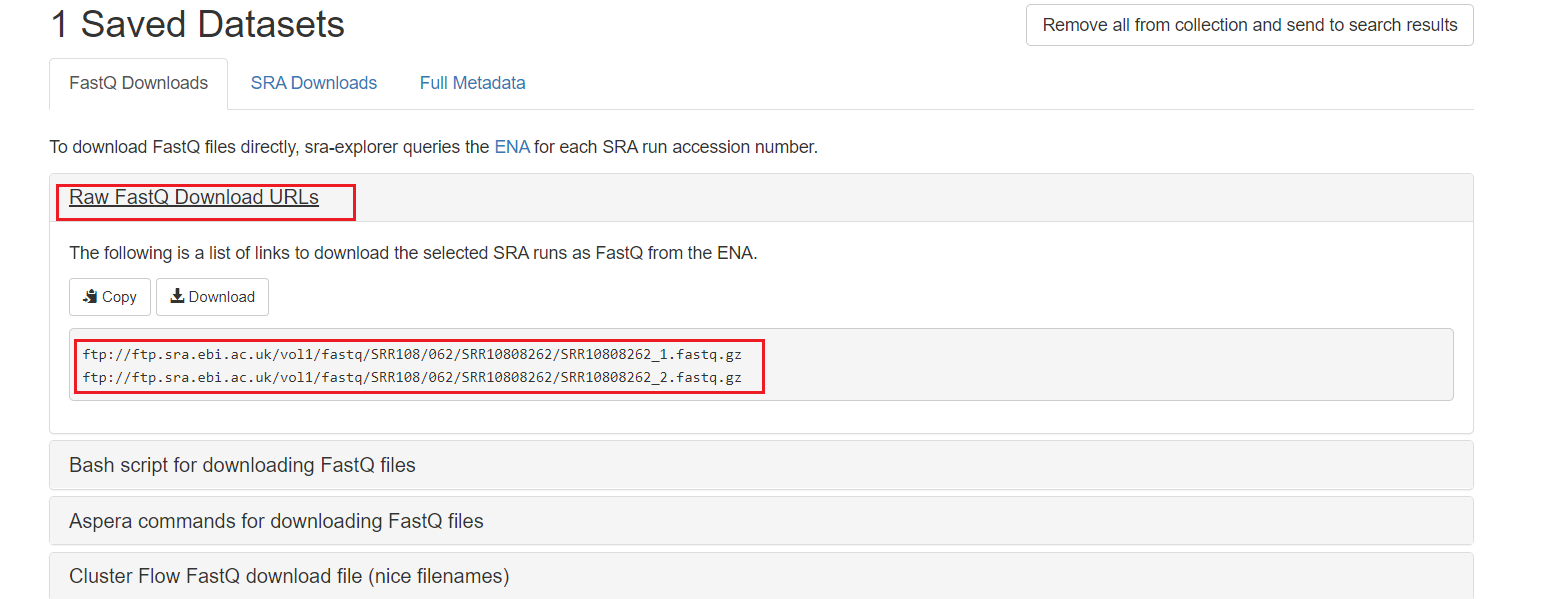 1 Saved Datasets
Remove all from collection and send to search results
FastQ Downloads
SRA Downloads
Full Metadata
To download FastQ files directly, sra-explorer queries the ENA for each SRA run accession number.
Raw FastQ Download URLs
The following is a list of links to download the selected SRA runs as FastQ from the ENA.
Copy
Download
ftp://ftp.sra.ebi.ac.uk/vol1/fastq/SRR108/062/SRR10808262/SRR10808262_1.fastq.gz
ftp://ftp.sra.ebi.ac.uk/vol1/fastq/SRR108/062/SRR10808262/SRR10808262_2.fastq.gz
Bash script for downloading FastQ files
Aspera commands for downloading FastQ files
Cluster Flow FastQ download file (nice filenames)